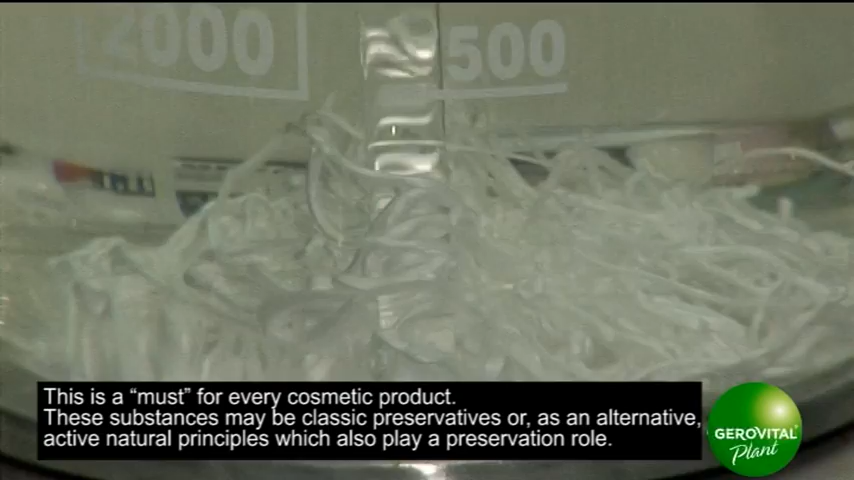 2000
500
This is a “must” for every cosmetic product.
These substances may be classic preservatives or, as an alternative,
active natural principles which also play a preservation role.
GEROVITAL
Plant